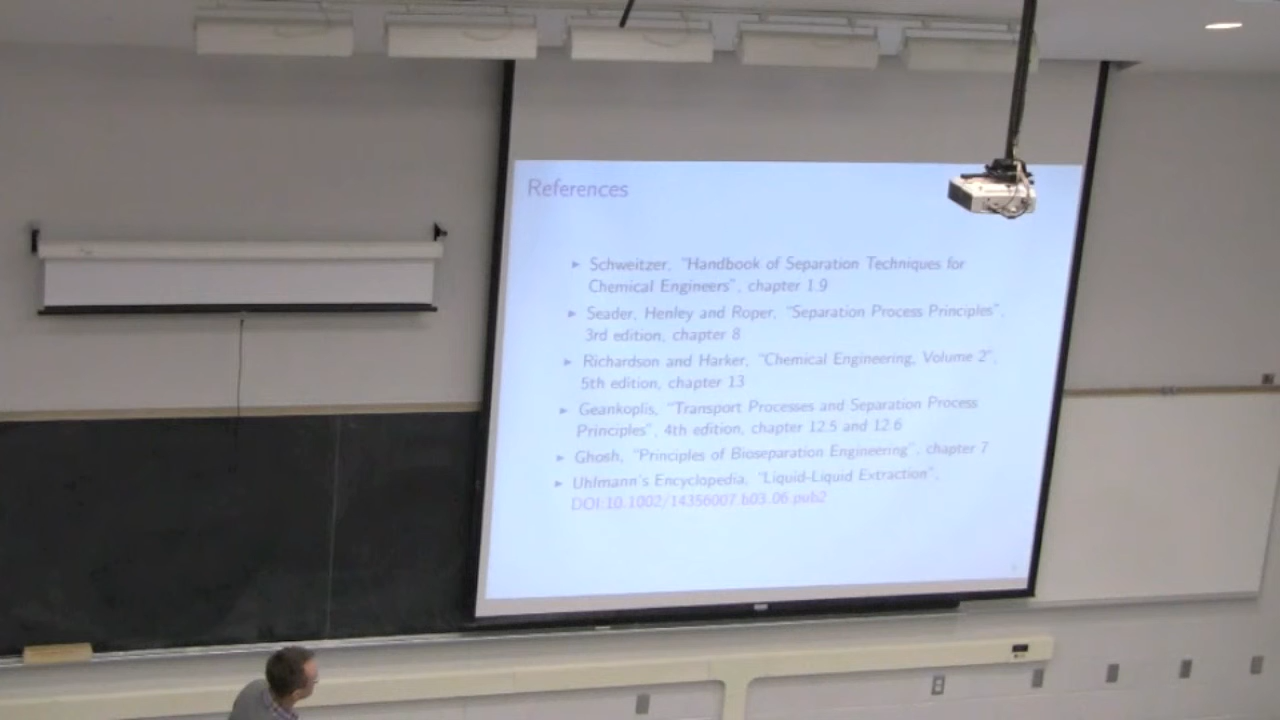 References
▸ Schweitzer, "Handbook of Separation Techniques for
Chemical Engineers", chapter 1.9
▸ Seader, Henley and Roper, "Separation Process Principles",
3rd edition, chapter 8
▸ Richardson and Harker, "Chemical Engineering, Volume 2",
5th edition, chapter 13
▸ Geankoplis, "Transport Processes and Separation Process
Principles", 4th edition, chapter 12.5 and 12.6
▸ Ghosh, "Principles of Bioseparation Engineering", chapter 7
▸ Uhlmann's Encyclopedia, "Liquid-Liquid Extraction",
DOI:10.1002/14356007.b03_06.pub2